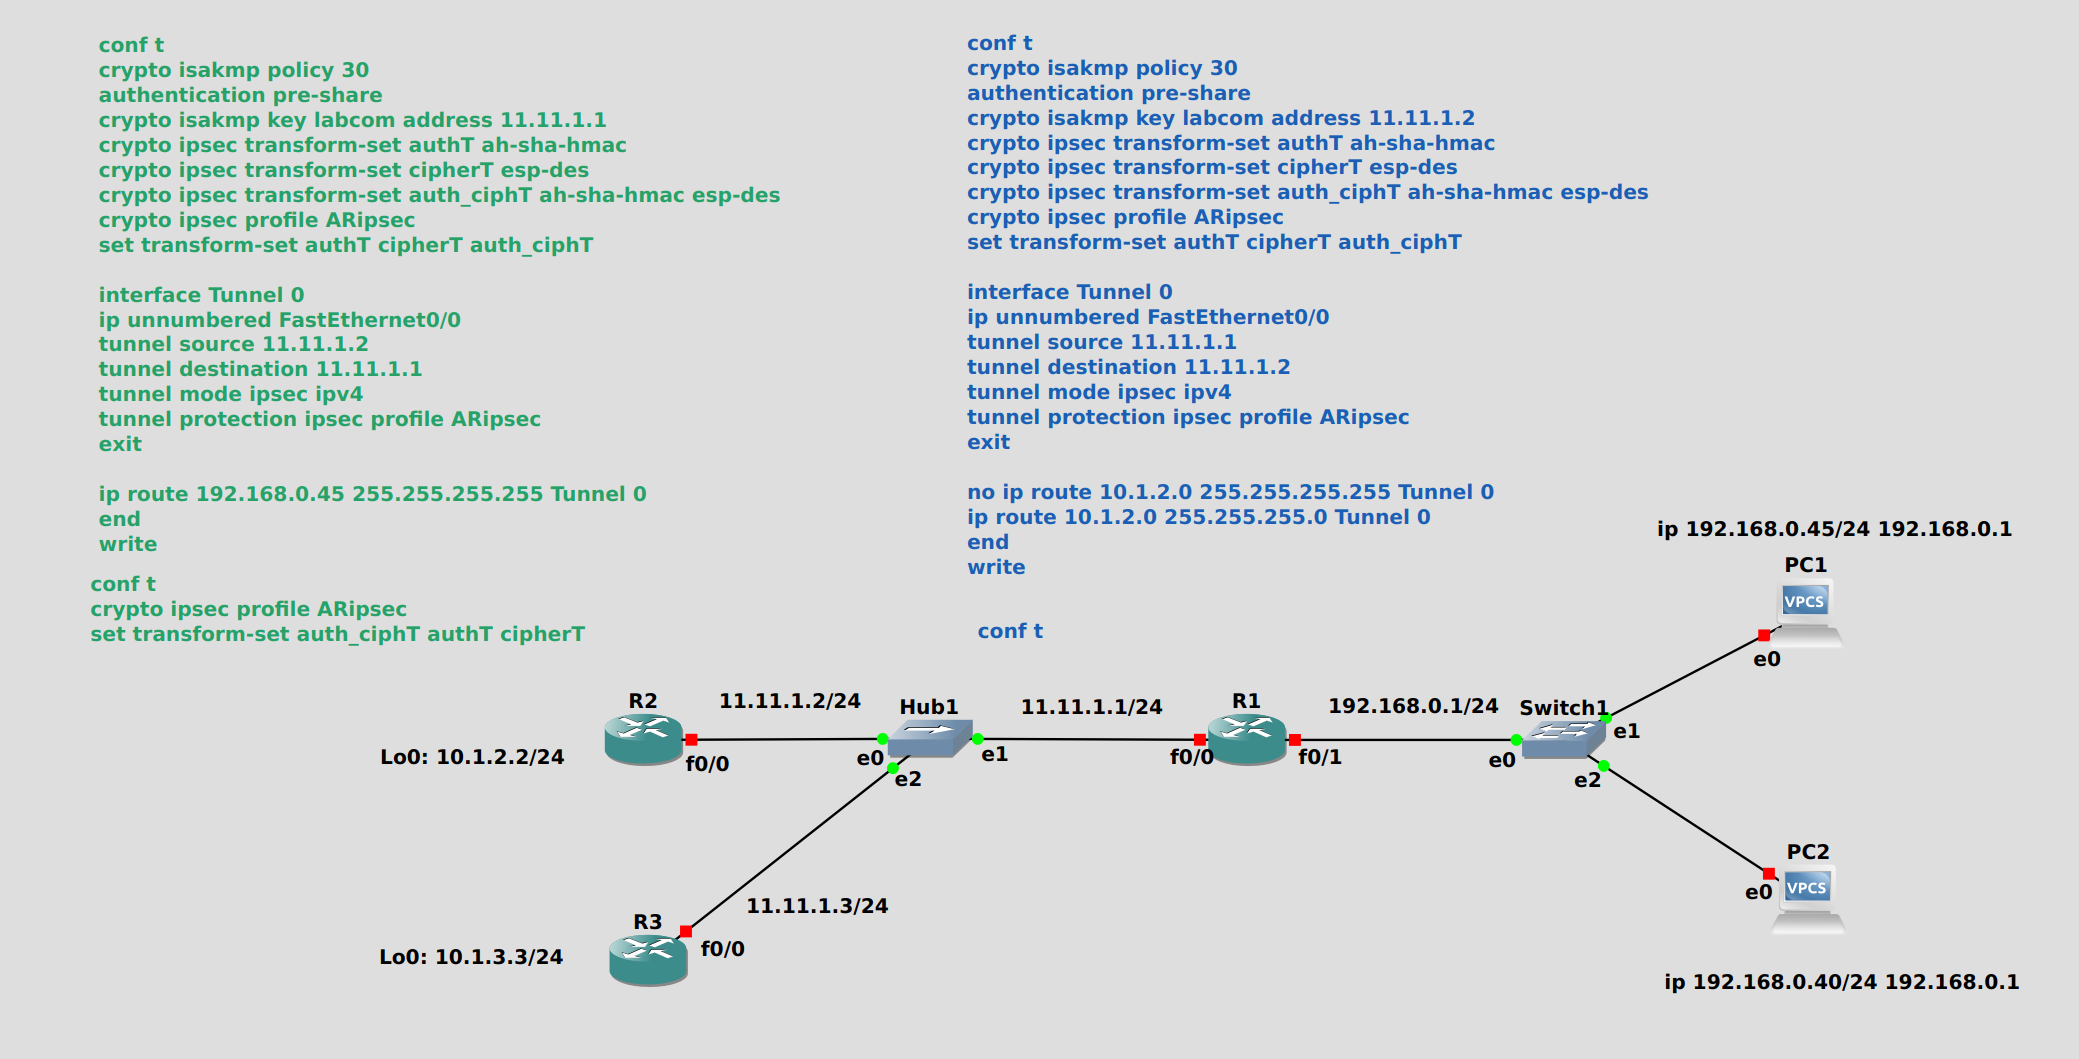 conf t
crypto isakmp policy 30
authentication pre-share
crypto isakmp key labcom address 11.11.1.1
crypto ipsec transform-set authT ah-sha-hmac
crypto ipsec transform-set cipherT esp-des
crypto ipsec transform-set auth_ciphT ah-sha-hmac esp-des
crypto ipsec profile ARipsec
set transform-set authT cipherT auth_ciphT
interface Tunnel 0
ip unnumbered FastEthernet0/0
tunnel source 11.11.1.2
tunnel destination 11.11.1.1
tunnel mode ipsec ipv4
tunnel protection ipsec profile ARipsec
exit
ip route 192.168.0.45 255.255.255.255 Tunnel 0
end
write
conf t
crypto ipsec profile ARipsec
set transform-set auth_ciphT authT cipherT
conf t
crypto isakmp policy 30
authentication pre-share
crypto isakmp key labcom address 11.11.1.2
crypto ipsec transform-set authT ah-sha-hmac
crypto ipsec transform-set cipherT esp-des
crypto ipsec transform-set auth_ciphT ah-sha-hmac esp-des
crypto ipsec profile ARipsec
set transform-set authT cipherT auth_ciphT
interface Tunnel 0
ip unnumbered FastEthernet0/0
tunnel source 11.11.1.1
tunnel destination 11.11.1.2
tunnel mode ipsec ipv4
tunnel protection ipsec profile ARipsec
exit
no ip route 10.1.2.0 255.255.255.255 Tunnel 0
ip route 10.1.2.0 255.255.255.0 Tunnel 0
end
write
conf t
ip 192.168.0.45/24 192.168.0.1
PC1
VPCS
e0
R2
11.11.1.2/24
Hub1
11.11.1.1/24
R1
192.168.0.1/24
Switch1
e1
Lo0: 10.1.2.2/24
f0/0
e0
e2
e1
f0/0
f0/1
e0
e2
PC2
VPCS
e0
11.11.1.3/24
R3
f0/0
Lo0: 10.1.3.3/24
ip 192.168.0.40/24 192.168.0.1